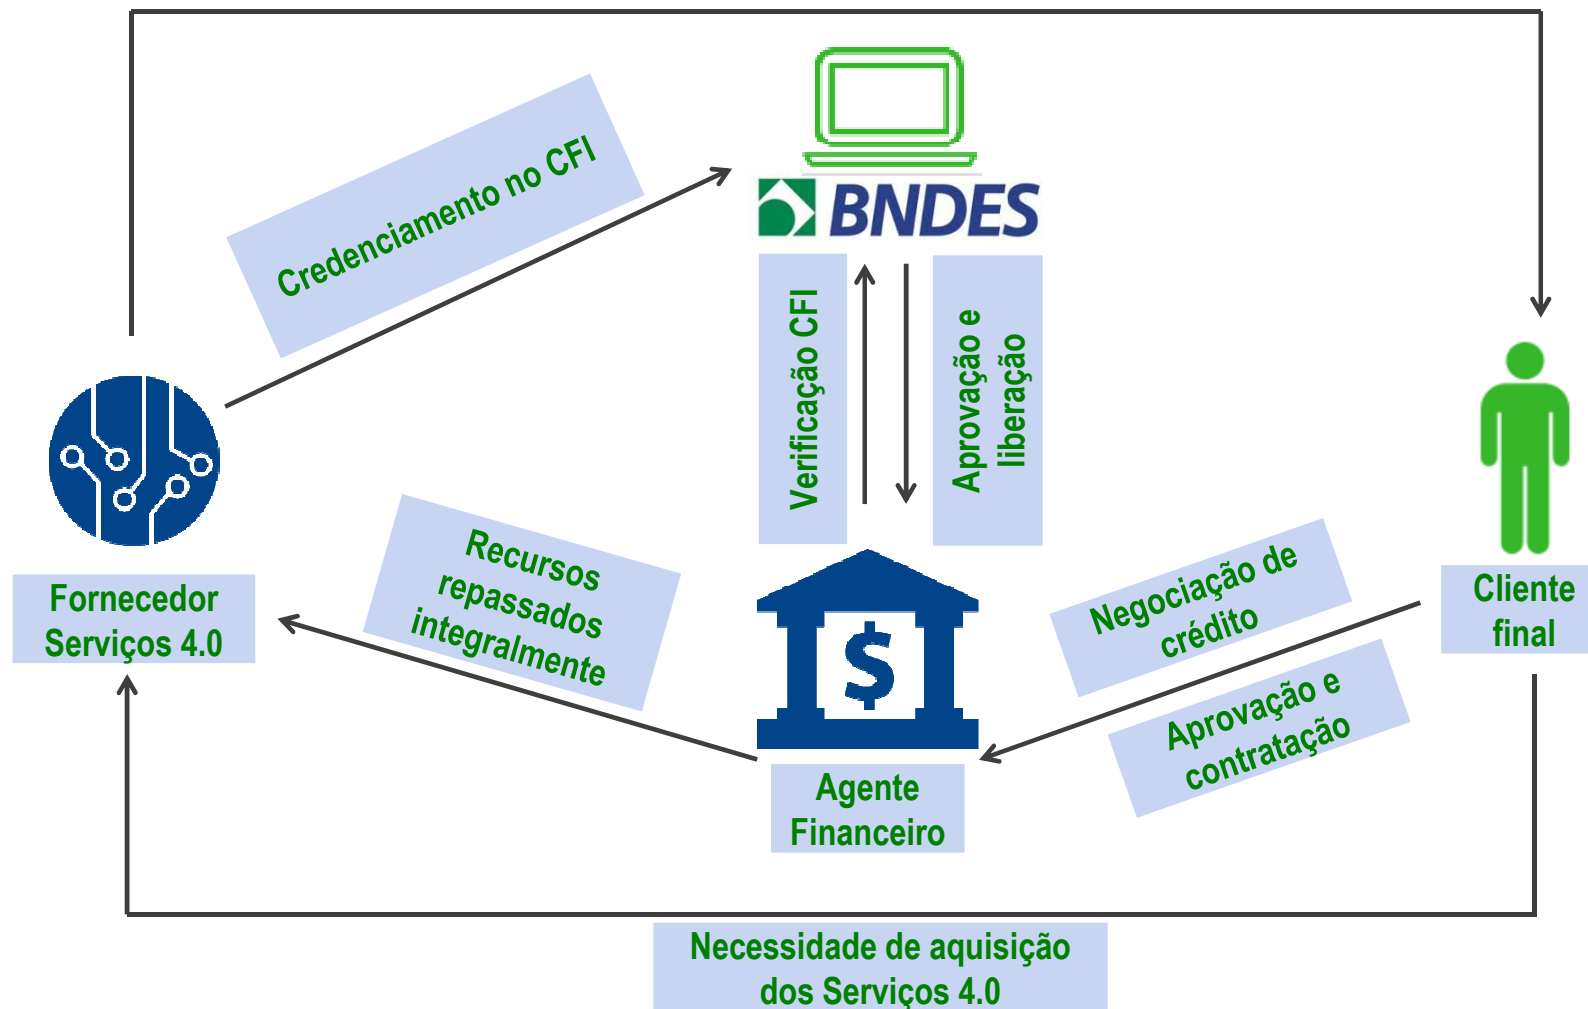 Credenciamento no CFI
BNDES
Verificação CFI
Aprovação e
liberação
Fornecedor
Serviços 4.0
Recursos
repassados
integralmente
$
Agente
Financeiro
Negociação de
crédito
Aprovação e
contratação
Cliente
final
Necessidade de aquisição
dos Serviços 4.0